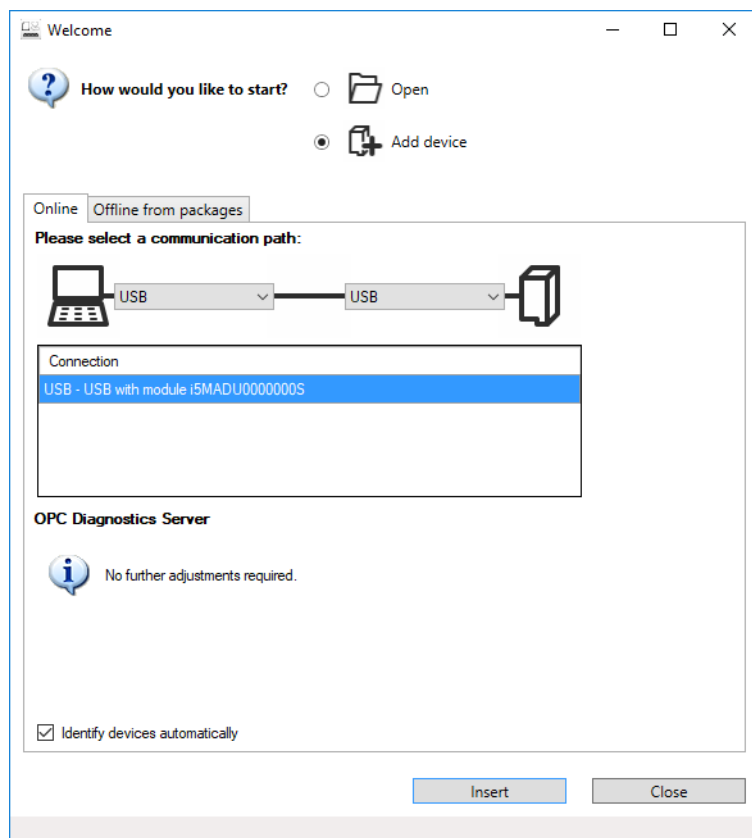 Welcome
How would you like to start?
Open
Add device
Online
Offline from packages
Please select a communication path:
USB
USB
Connection
USB - USB with module i5MADU0000000S
OPC Diagnostics Server
No further adjustments required.
Identify devices automatically
Insert
Close